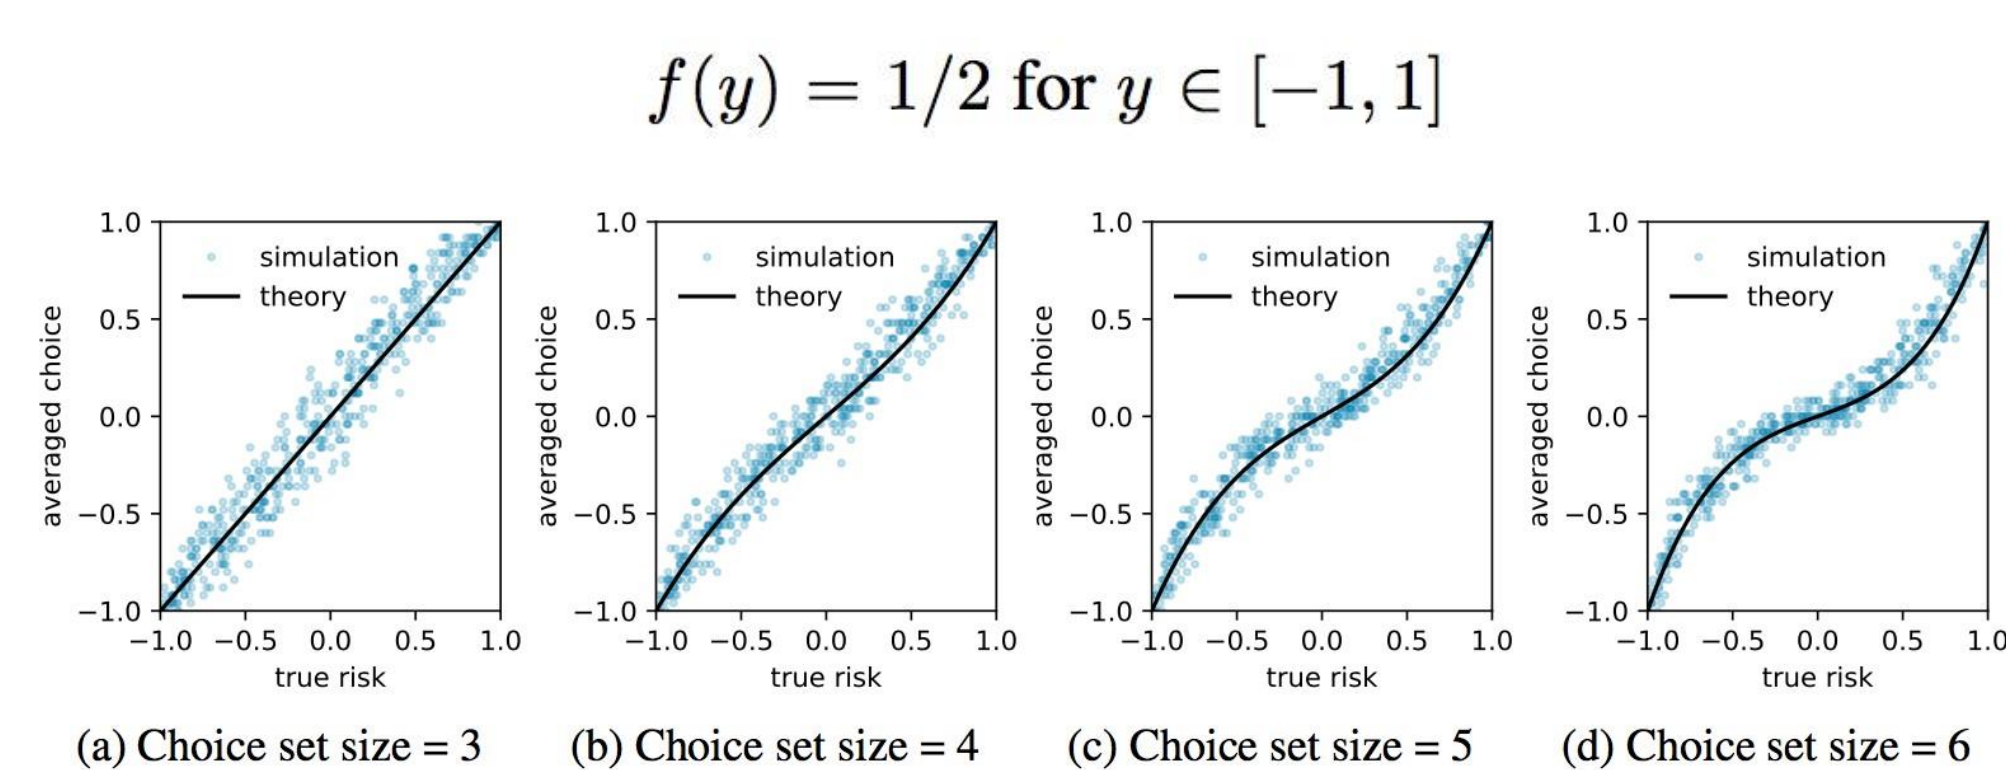 f(y) = 1/2 for y ∈ [−1, 1]
1.0
0.5
0.0
−0.5
−1.0
averaged choice
simulation
theory
−1.0 −0.5 0.0 0.5 1.0
true risk
(a) Choice set size = 3
1.0
0.5
0.0
−0.5
−1.0
averaged choice
simulation
theory
−1.0 −0.5 0.0 0.5 1.0
true risk
(b) Choice set size = 4
1.0
0.5
0.0
−0.5
−1.0
averaged choice
simulation
theory
−1.0 −0.5 0.0 0.5 1.0
true risk
(c) Choice set size = 5
1.0
0.5
0.0
−0.5
−1.0
averaged choice
simulation
theory
−1.0 −0.5 0.0 0.5 1.0
true risk
(d) Choice set size = 6